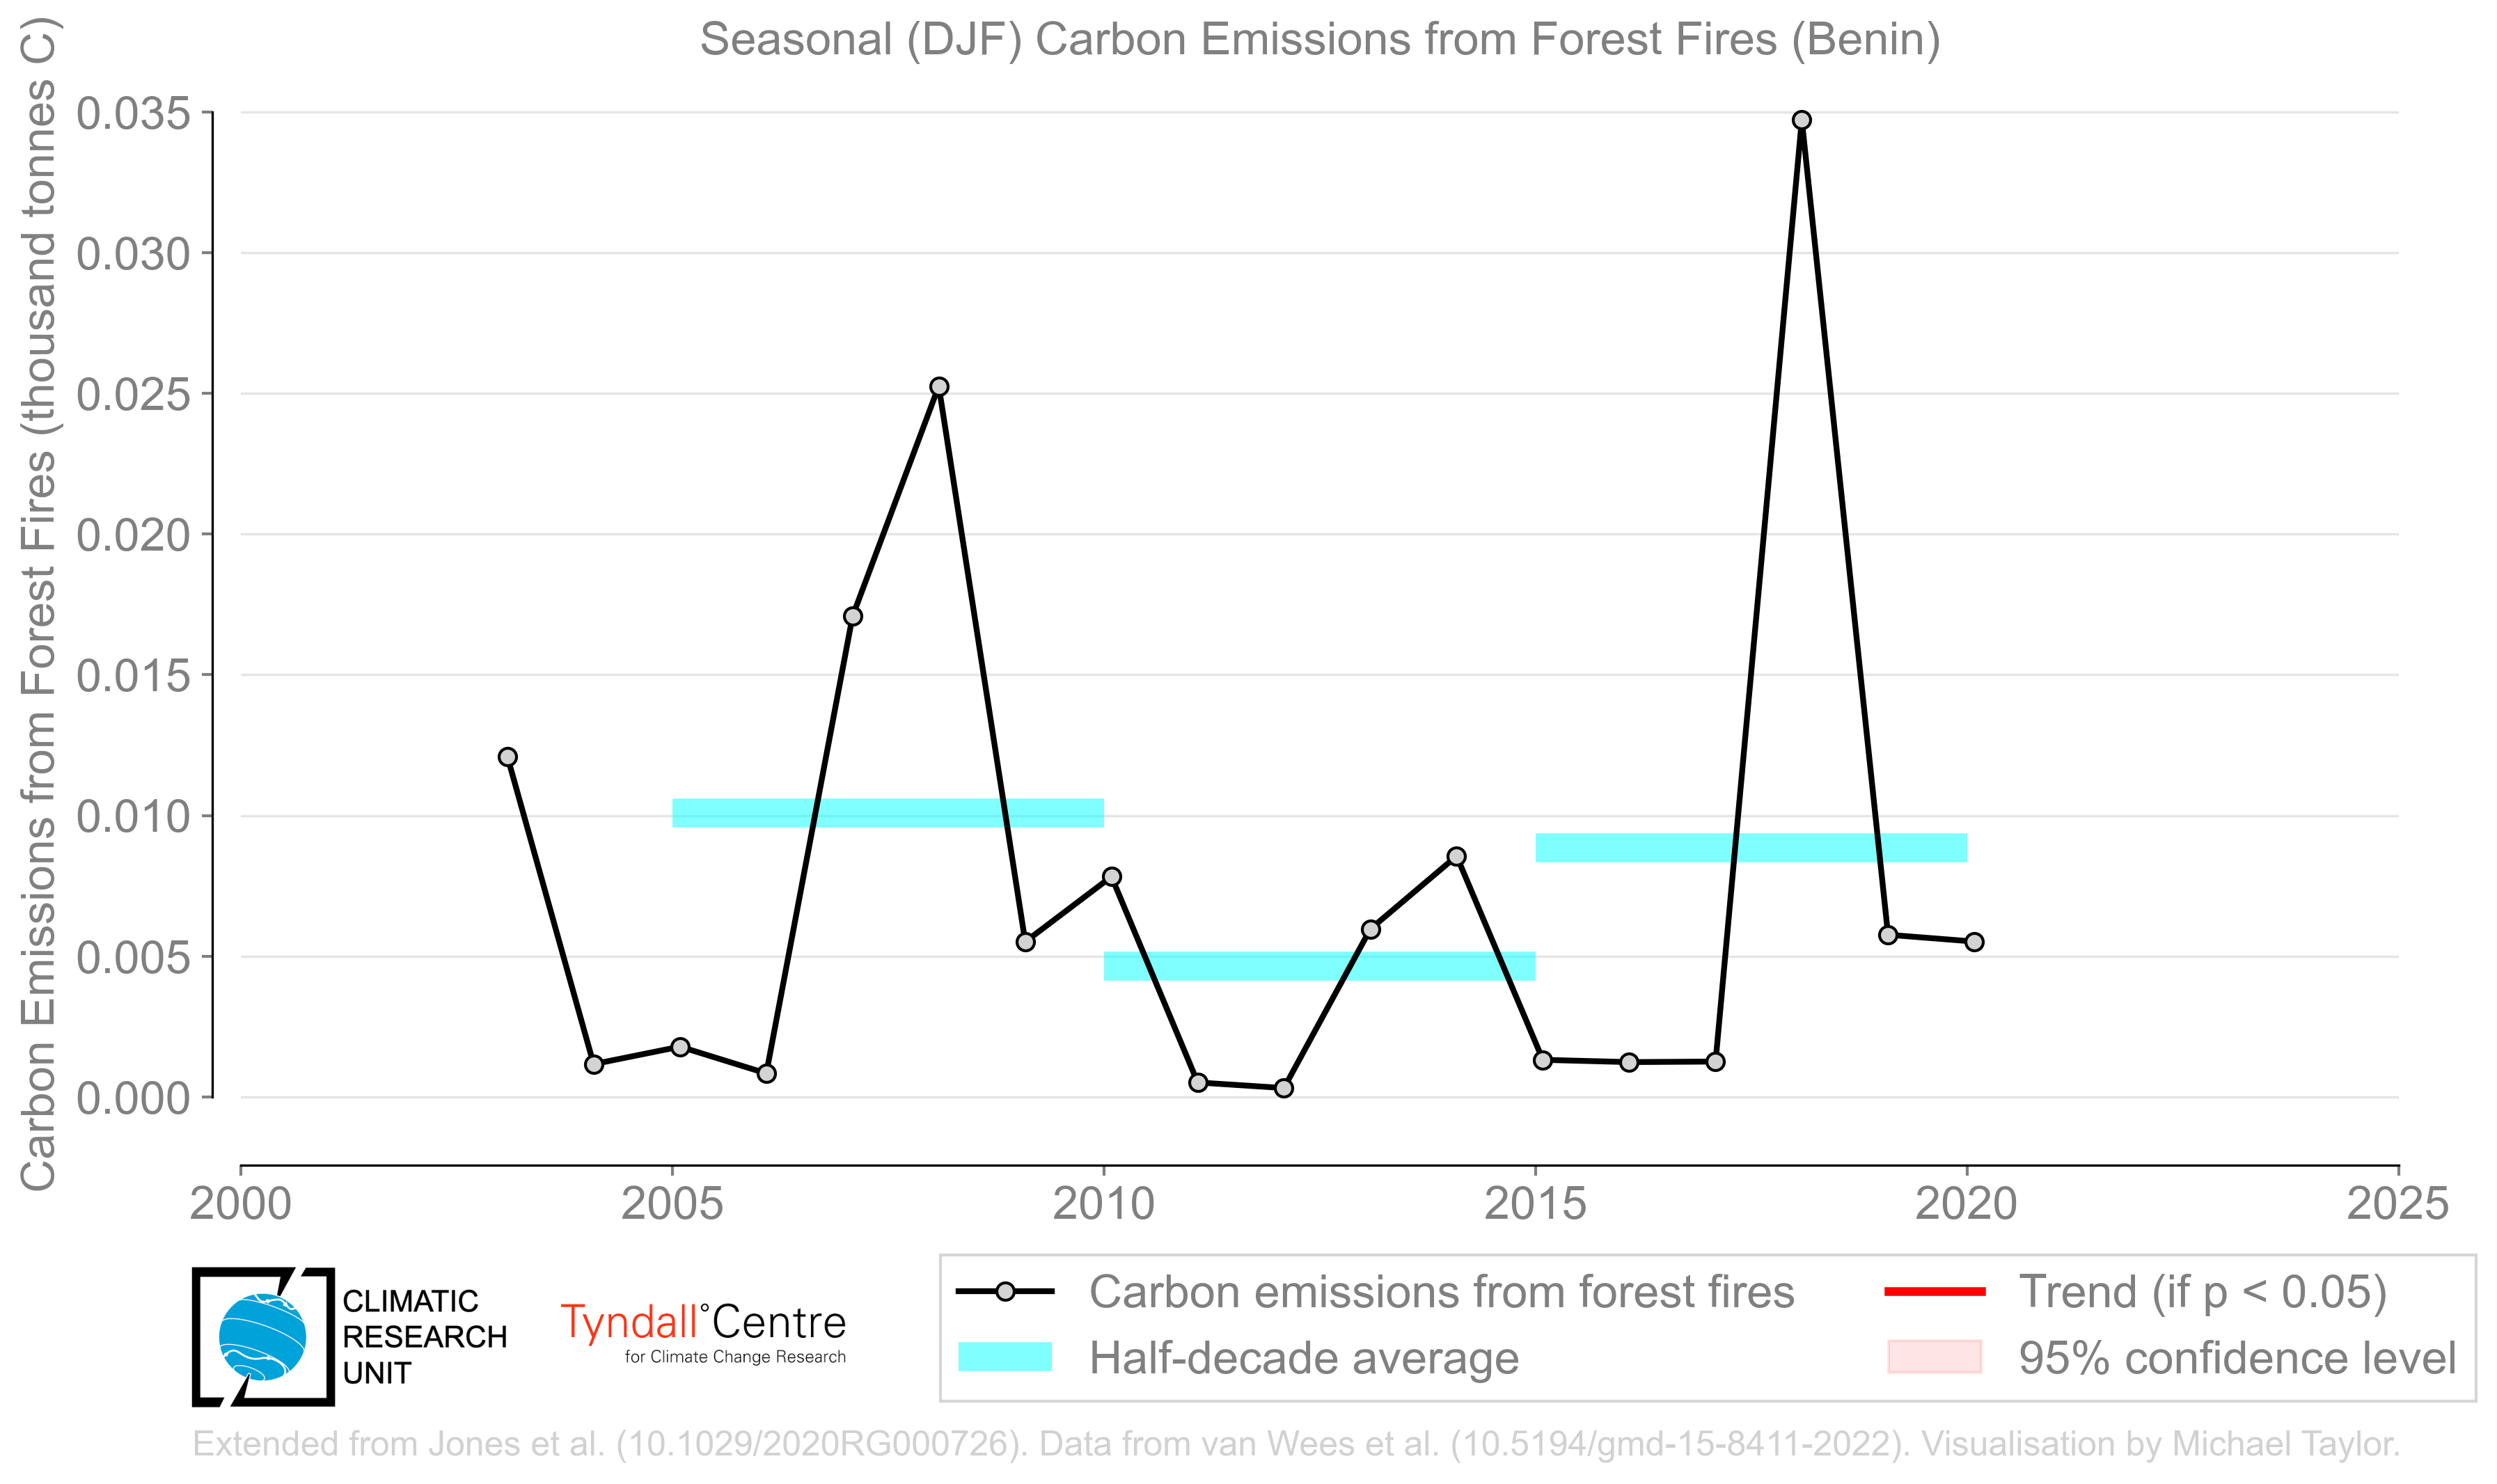 Seasonal (DJF) Carbon Emissions from Forest Fires (Benin)
Carbon Emissions from Forest Fires (thousand tonnes C)
0.035
0.030
0.025
0.020
0.015
0.010
0.005
0.000
2000 2005 2010 2015 2020 2025
CLIMATIC
RESEARCH
UNIT
Tyndall°Centre
for Climate Change Research
Carbon emissions from forest fires
Half-decade average
Trend (if p < 0.05)
95% confidence level
Extended from Jones et al. (10.1029/2020RG000726). Data from van Wees et al. (10.5194/gmd-15-8411-2022). Visualisation by Michael Taylor.